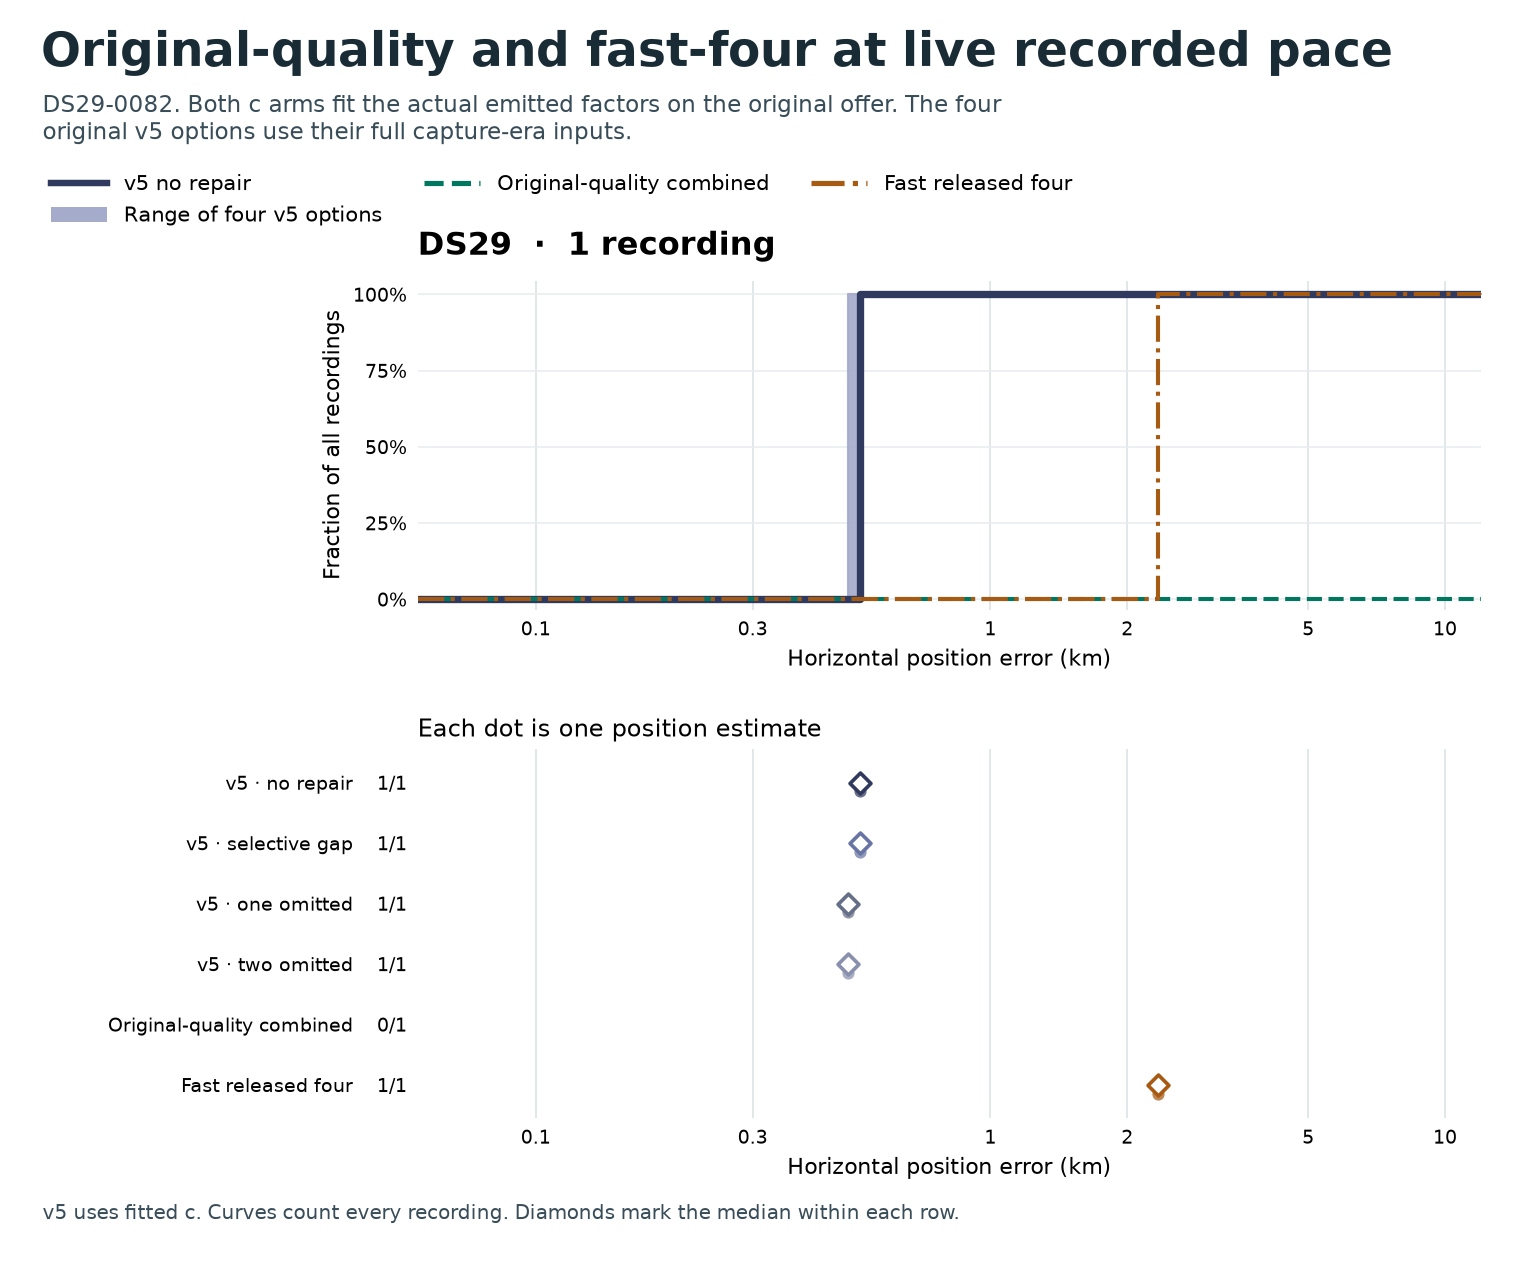 Original-quality and fast-four at live recorded pace
DS29-0082. Both c arms fit the actual emitted factors on the original offer. The four
original v5 options use their full capture-era inputs.
v5 no repair
Original-quality combined
Fast released four
Range of four v5 options
DS29 · 1 recording
100%
75%
50%
25%
0%
Fraction of all recordings
0.1 0.3 1 2 5 10
Horizontal position error (km)
Each dot is one position estimate
v5 · no repair 1/1
v5 · selective gap 1/1
v5 · one omitted 1/1
v5 · two omitted 1/1
Original-quality combined 0/1
Fast released four 1/1
0.1 0.3 1 2 5 10
Horizontal position error (km)
v5 uses fitted c. Curves count every recording. Diamonds mark the median within each row.